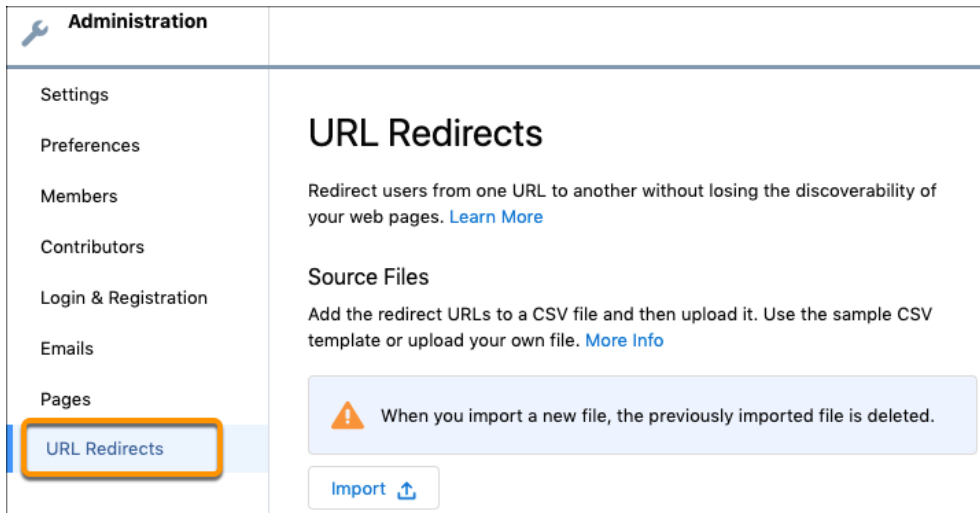 Administration
Settings
Preferences
Members
Contributors
Login & Registration
Emails
Pages
URL Redirects
URL Redirects
Redirect users from one URL to another without losing the discoverability of
your web pages. Learn More
Source Files
Add the redirect URLs to a CSV file and then upload it. Use the sample CSV
template or upload your own file. More Info
When you import a new file, the previously imported file is deleted.
Import